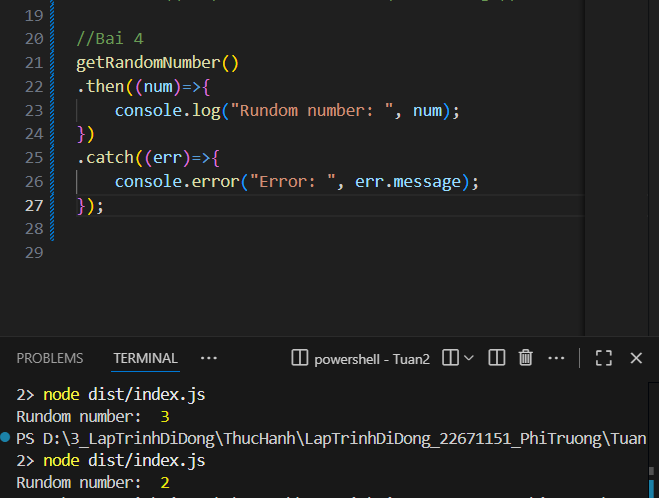 19
20 //Bai 4
21 getRandomNumber()
22 .then((num)=>{
23     console.log("Rundom number: ", num);
24 })
25 .catch((err)=>{
26     console.error("Error: ", err.message);
27 });
28
29
PROBLEMS TERMINAL ··· powershell - Tuan2 ···
2> node dist/index.js
Rundom number:  3
PS D:\3_LapTrinhDiDong\ThucHanh\LapTrinhDiDong_22671151_PhiTruong\Tuan
2> node dist/index.js
Rundom number:  2